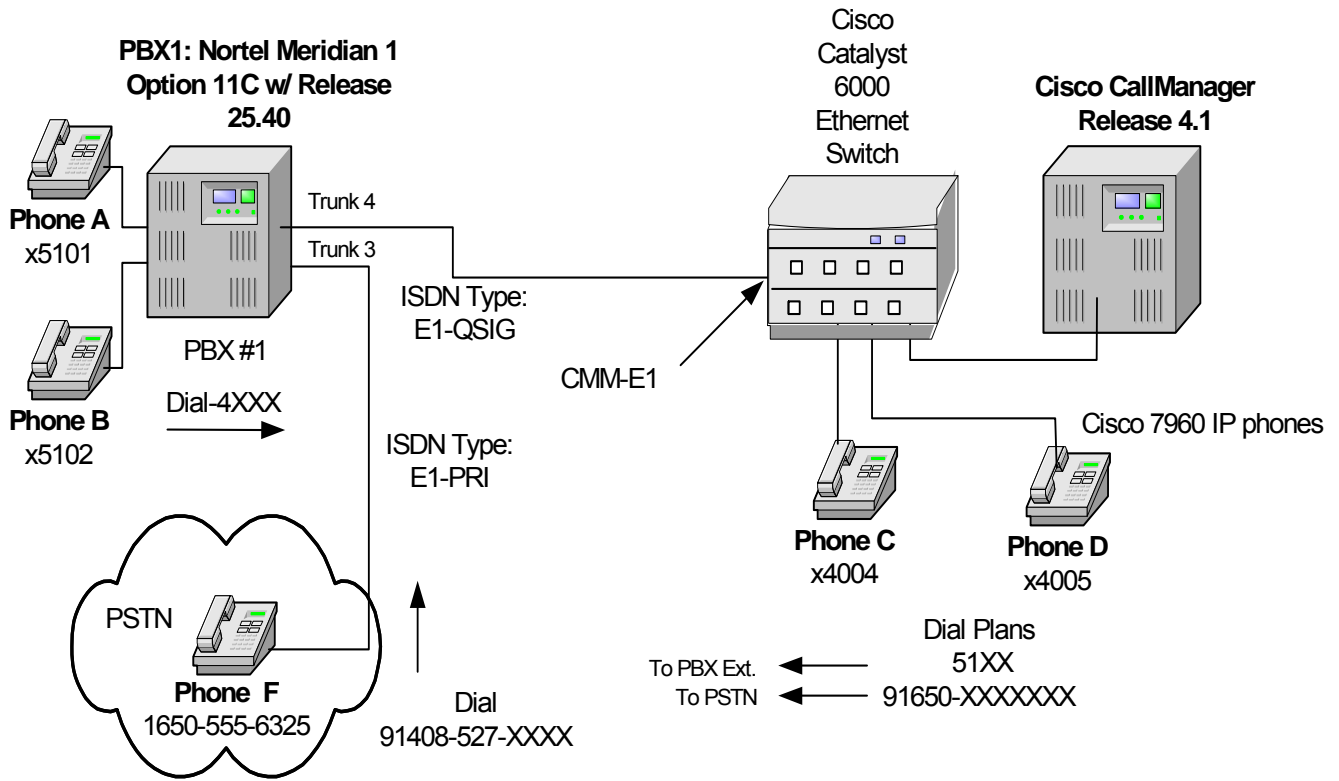 PBX1: Nortel Meridian 1
Option 11C w/ Release
25.40
Cisco
Catalyst
6000
Ethernet
Switch
Cisco CallManager
Release 4.1
Phone A
x5101
Trunk 4
Trunk 3
ISDN Type:
E1-QSIG
PBX #1
CMM-E1
Phone B
x5102
Dial-4XXX
ISDN Type:
E1-PRI
Cisco 7960 IP phones
Phone C
x4004
Phone D
x4005
PSTN
Phone F
1650-555-6325
Dial
91408-527-XXXX
Dial Plans
To PBX Ext.
51XX
To PSTN
91650-XXXXXXX